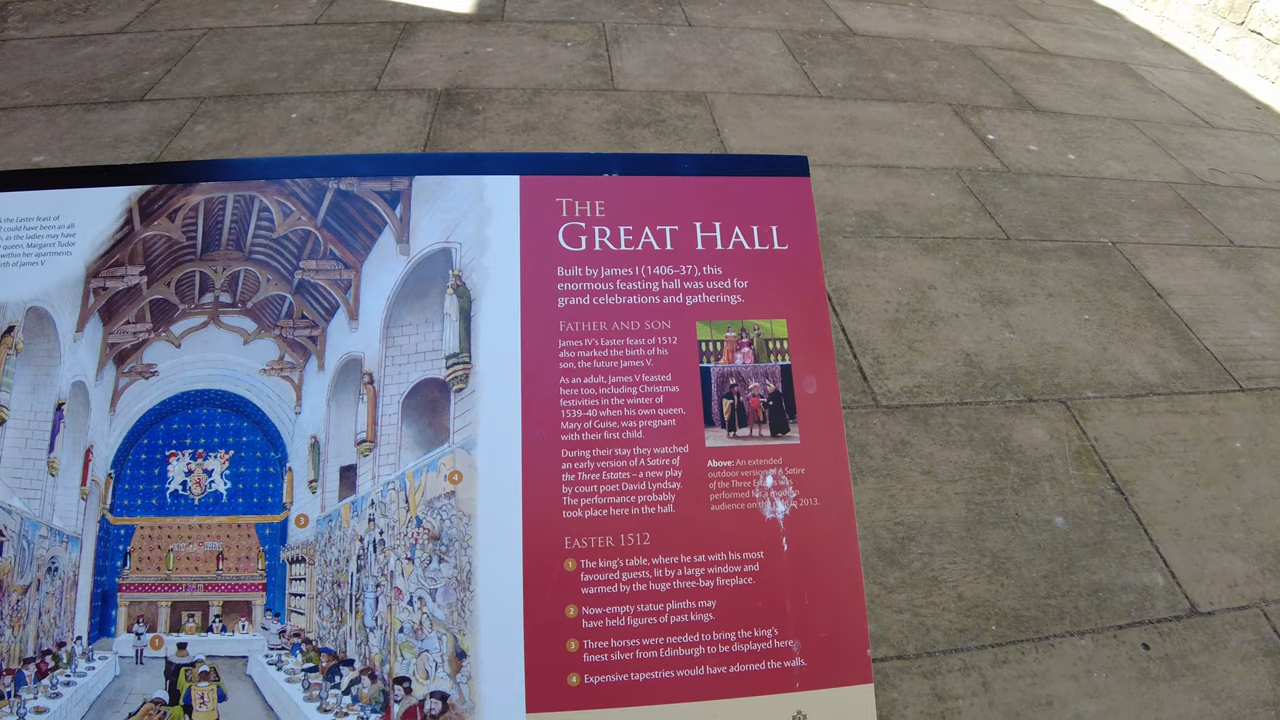 k the Easter feast of
could have been an all-
as the ladies may have
queen, Margaret Tudor
within her apartments
rth of James V
THE
GREAT HALL
Built by James I (1406–37), this
enormous feasting hall was used for
grand celebrations and gatherings.
FATHER AND SON
James IV's Easter feast of 1512
also marked the birth of his
son, the future James V.
As an adult, James V feasted
here too, including Christmas
festivities in the winter of
1539–40 when his own queen,
Mary of Guise, was pregnant
with their first child.
During their stay they watched
an early version of A Satire of
the Three Estates – a new play
by court poet David Lyndsay.
The performance probably
took place here in the hall.
Above: An extended
outdoor version of A Satire
of the Three Estates was
performed for a modern
audience on 2013.
EASTER 1512
1 The king's table, where he sat with his most
favoured guests, lit by a large window and
warmed by the huge three-bay fireplace.
2 Now-empty statue plinths may
have held figures of past kings.
3 Three horses were needed to bring the king's
finest silver from Edinburgh to be displayed here.
4 Expensive tapestries would have adorned the walls.
4
3
1